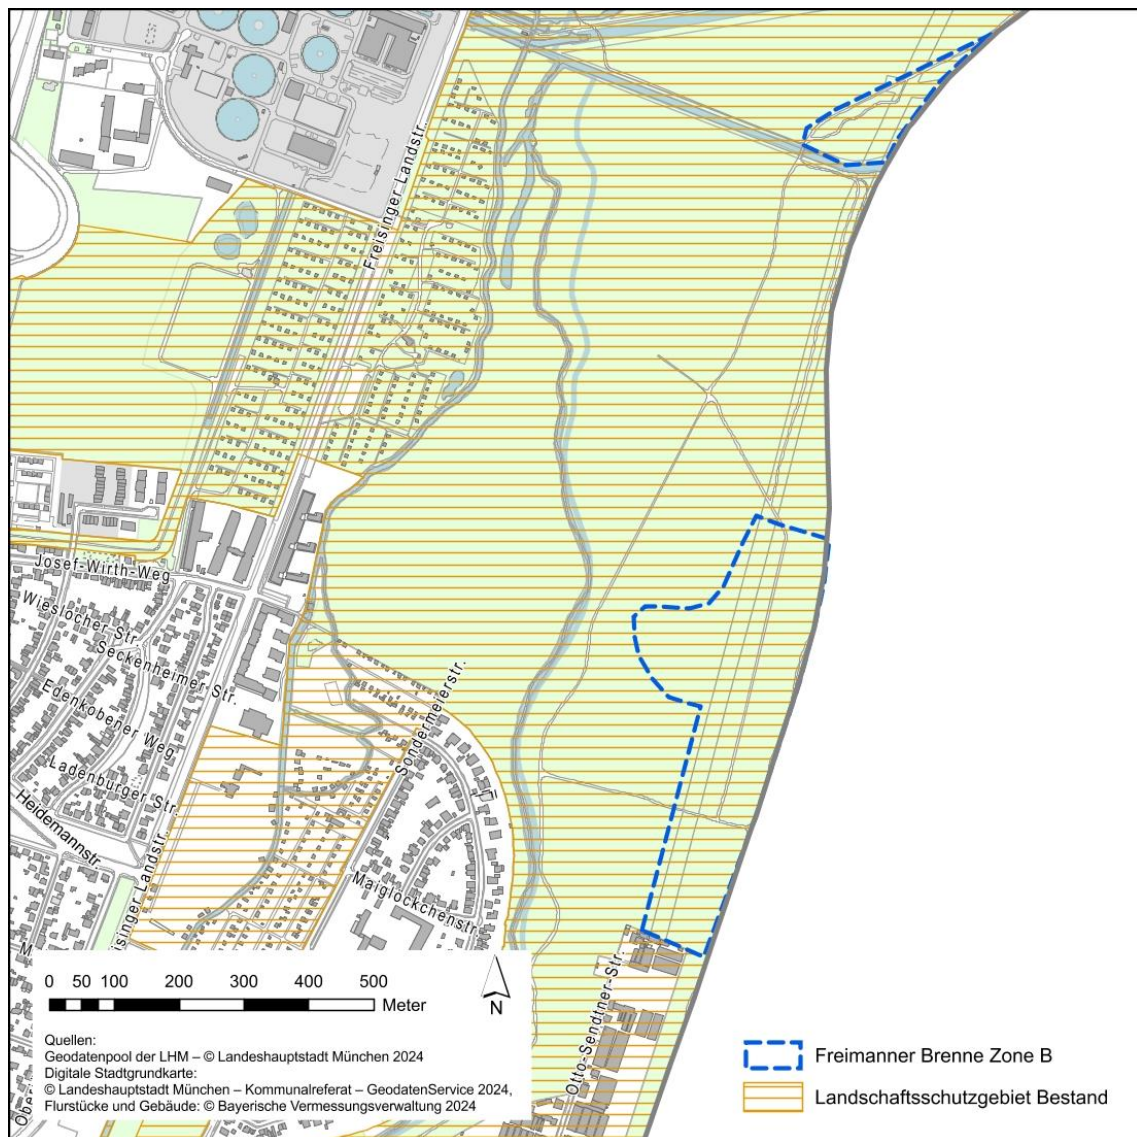 Freisinger Landstr.
Josef-Wirth-Weg
Wieslocher Str.
Seckenheimer Str.
Edenkobener Weg
Ladenburger Str.
Heidemannstr.
Sondermeierstr.
Maiglöckchenstr.
isinger Landstr.
Otto-Sendtner-Str.
0 50 100 200 300 400 500
Meter
N
Quellen:
Geodatenpool der LHM – © Landeshauptstadt München 2024
Digitale Stadtgrundkarte:
© Landeshauptstadt München – Kommunalreferat – GeodatenService 2024,
Flurstücke und Gebäude: © Bayerische Vermessungsverwaltung 2024
Freimanner Brenne Zone B
Landschaftsschutzgebiet Bestand